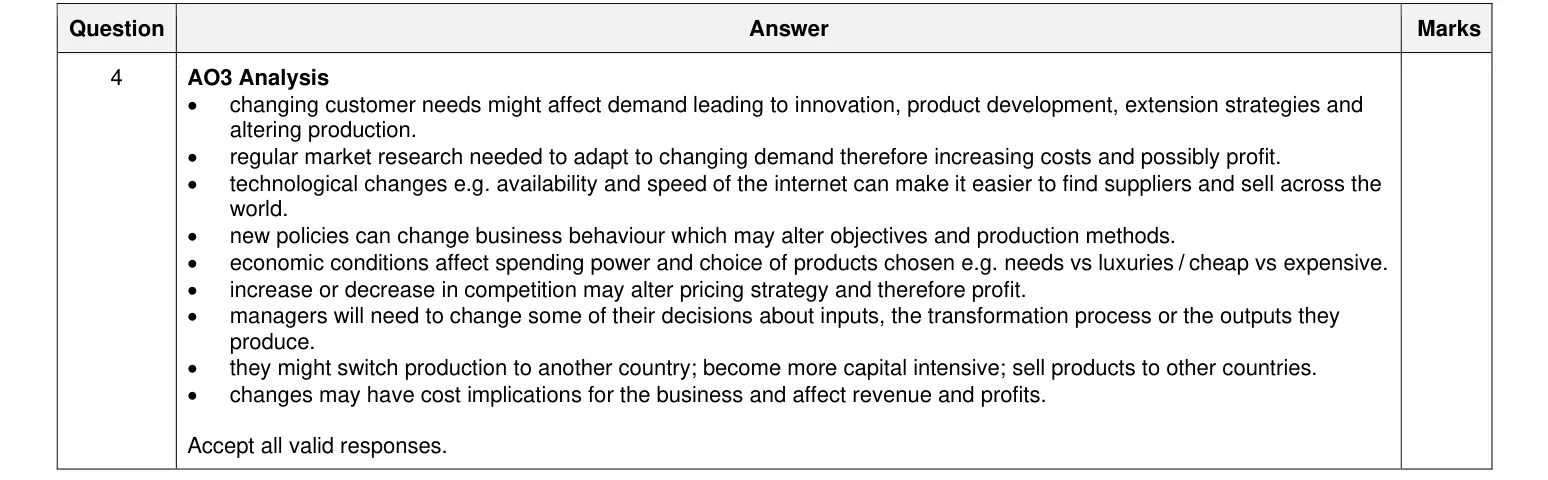 Question Answer Marks
4 AO3 Analysis
• changing customer needs might affect demand leading to innovation, product development, extension strategies and
altering production.
• regular market research needed to adapt to changing demand therefore increasing costs and possibly profit.
• technological changes e.g. availability and speed of the internet can make it easier to find suppliers and sell across the
world.
• new policies can change business behaviour which may alter objectives and production methods.
• economic conditions affect spending power and choice of products chosen e.g. needs vs luxuries / cheap vs expensive.
• increase or decrease in competition may alter pricing strategy and therefore profit.
• managers will need to change some of their decisions about inputs, the transformation process or the outputs they
produce.
• they might switch production to another country; become more capital intensive; sell products to other countries.
• changes may have cost implications for the business and affect revenue and profits.
Accept all valid responses.